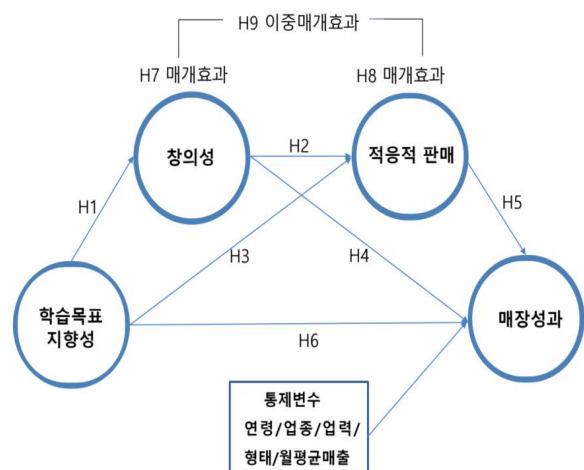 H9 이중매개효과
H7 매개효과
H8 매개효과
창의성
H2
적응적 판매
H1
H5
H3
H4
학습목표
지향성
매장성과
H6
통제변수
연령/업종/업력/
형태/월평균매출